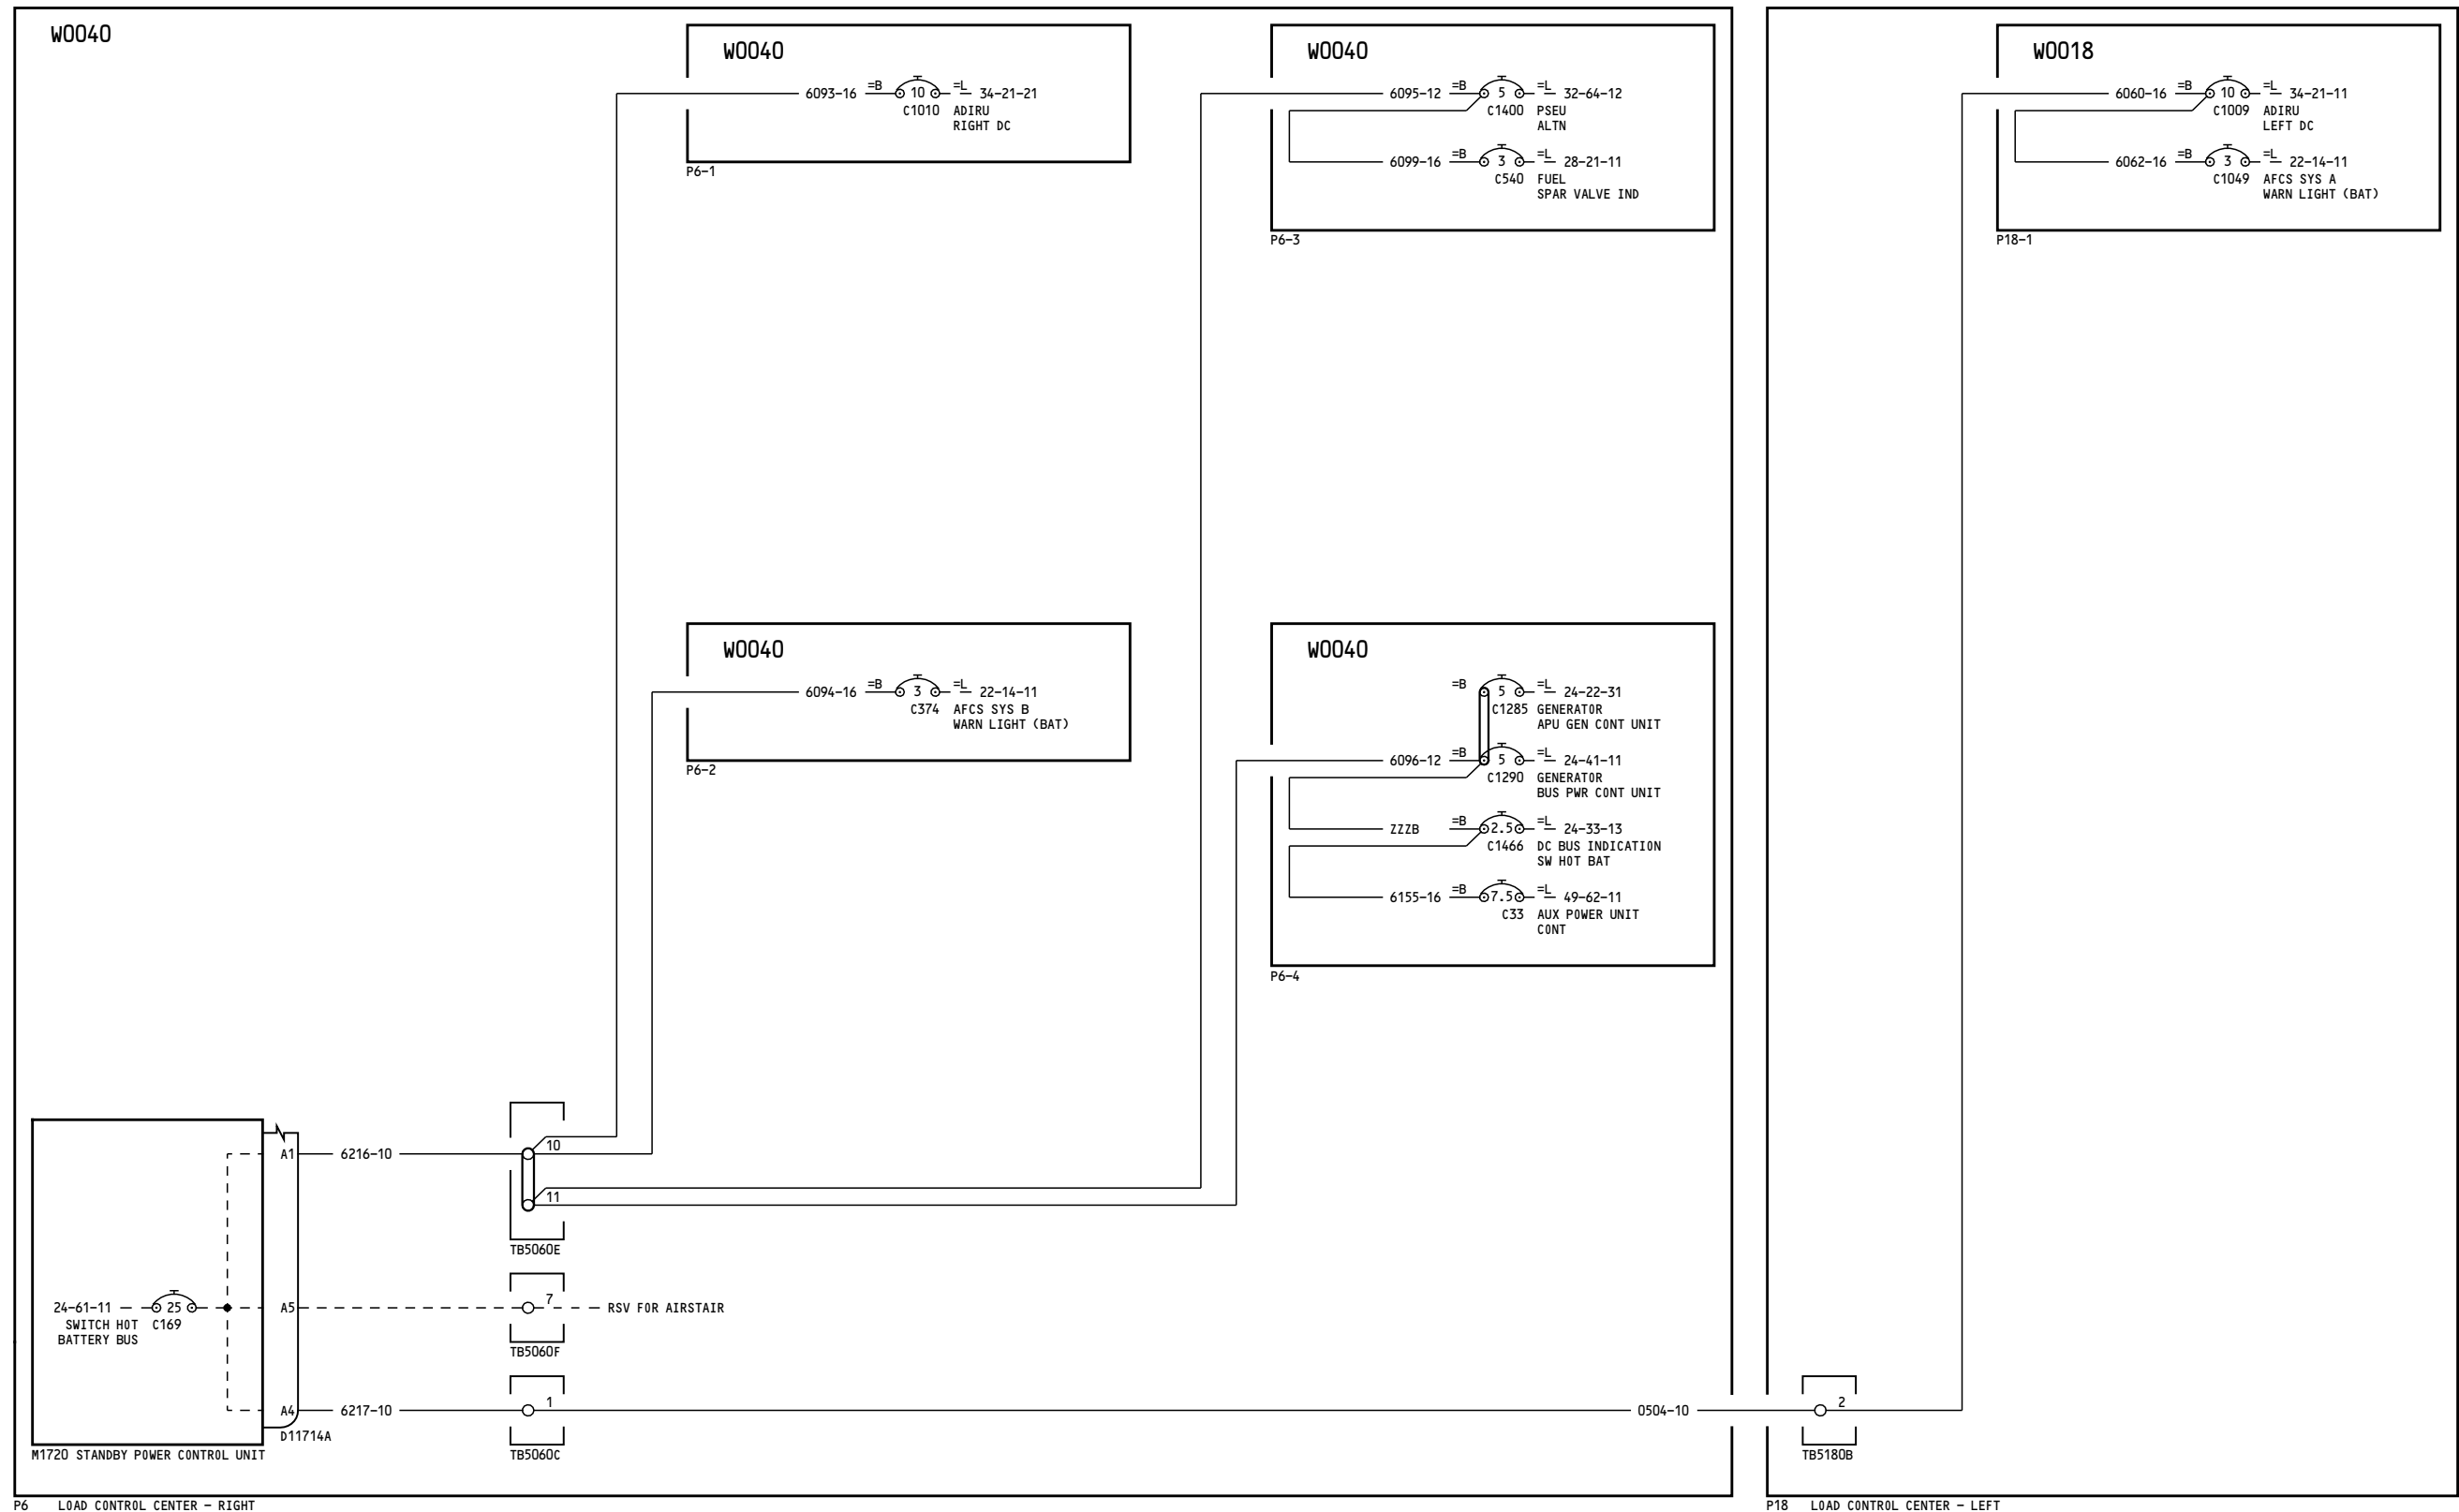 W0040
W0040
6093-16 =B 10 =L 34-21-21
C1010 ADIRU
RIGHT DC
P6-1
W0040
6095-12 =B 5 =L 32-64-12
C1400 PSEU
ALTN
6099-16 =B 3 =L 28-21-11
C540 FUEL
SPAR VALVE IND
P6-3
W0018
6060-16 =B 10 =L 34-21-11
C1009 ADIRU
LEFT DC
6062-16 =B 3 =L 22-14-11
C1049 AFCS SYS A
WARN LIGHT (BAT)
P18-1
W0040
6094-16 =B 3 =L 22-14-11
C374 AFCS SYS B
WARN LIGHT (BAT)
P6-2
W0040
=B 5 =L 24-22-31
C1285 GENERATOR
APU GEN CONT UNIT
6096-12 =B 5 =L 24-41-11
C1290 GENERATOR
BUS PWR CONT UNIT
ZZZB =B 2.5 =L 24-33-13
C1466 DC BUS INDICATION
SW HOT BAT
6155-16 =B 7.5 =L 49-62-11
C33 AUX POWER UNIT
CONT
P6-4
A1 6216-10 10
11
TB5060E
24-61-11 25 A5 7 RSV FOR AIRSTAIR
SWITCH HOT C169
BATTERY BUS
TB5060F
A4 6217-10 1 0504-10 2
D11714A
M1720 STANDBY POWER CONTROL UNIT
TB5060C
TB5180B
P6 LOAD CONTROL CENTER - RIGHT
P18 LOAD CONTROL CENTER - LEFT